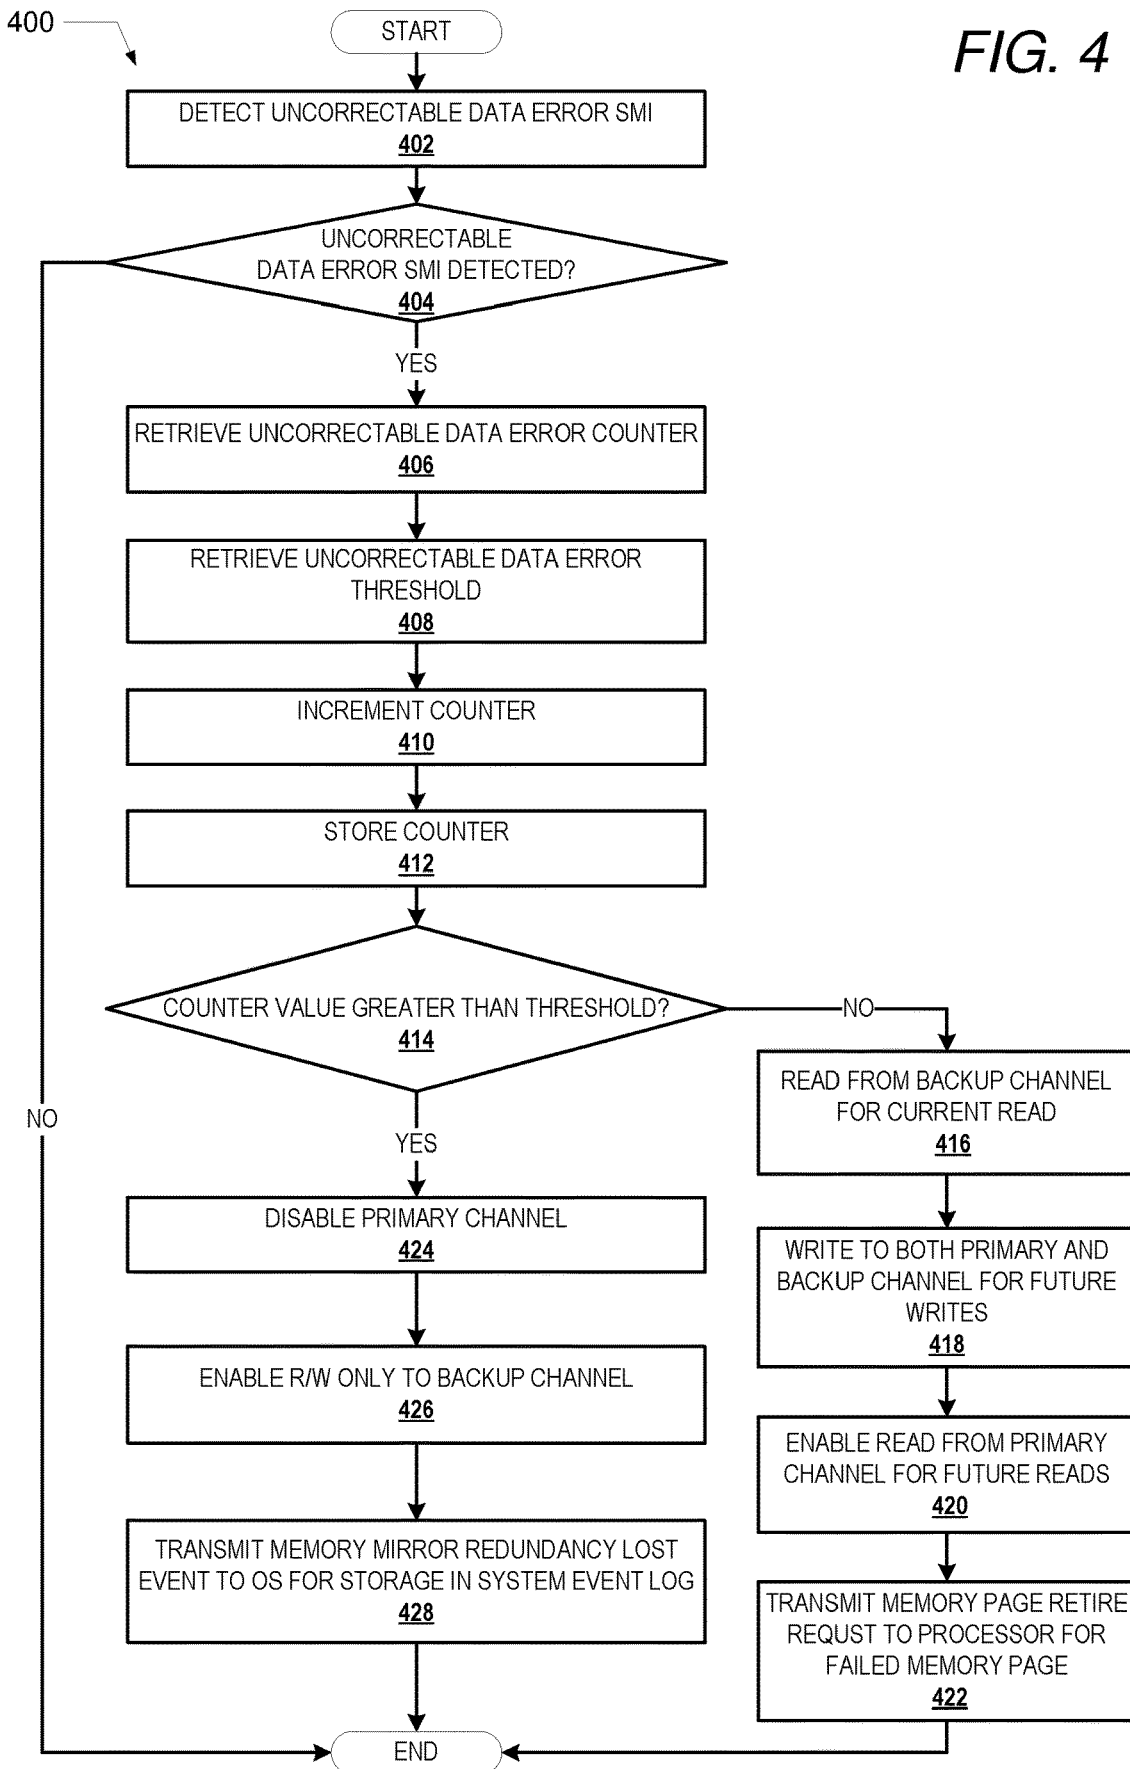 400
START
FIG. 4
DETECT UNCORRECTABLE DATA ERROR SMI
402
UNCORRECTABLE
DATA ERROR SMI DETECTED?
404
YES
RETRIEVE UNCORRECTABLE DATA ERROR COUNTER
406
RETRIEVE UNCORRECTABLE DATA ERROR
THRESHOLD
408
INCREMENT COUNTER
410
STORE COUNTER
412
COUNTER VALUE GREATER THAN THRESHOLD?
414
NO
READ FROM BACKUP CHANNEL
FOR CURRENT READ
416
NO
YES
DISABLE PRIMARY CHANNEL
424
WRITE TO BOTH PRIMARY AND
BACKUP CHANNEL FOR FUTURE
WRITES
418
ENABLE R/W ONLY TO BACKUP CHANNEL
426
ENABLE READ FROM PRIMARY
CHANNEL FOR FUTURE READS
420
TRANSMIT MEMORY MIRROR REDUNDANCY LOST
EVENT TO OS FOR STORAGE IN SYSTEM EVENT LOG
428
TRANSMIT MEMORY PAGE RETIRE
REQUST TO PROCESSOR FOR
FAILED MEMORY PAGE
422
END